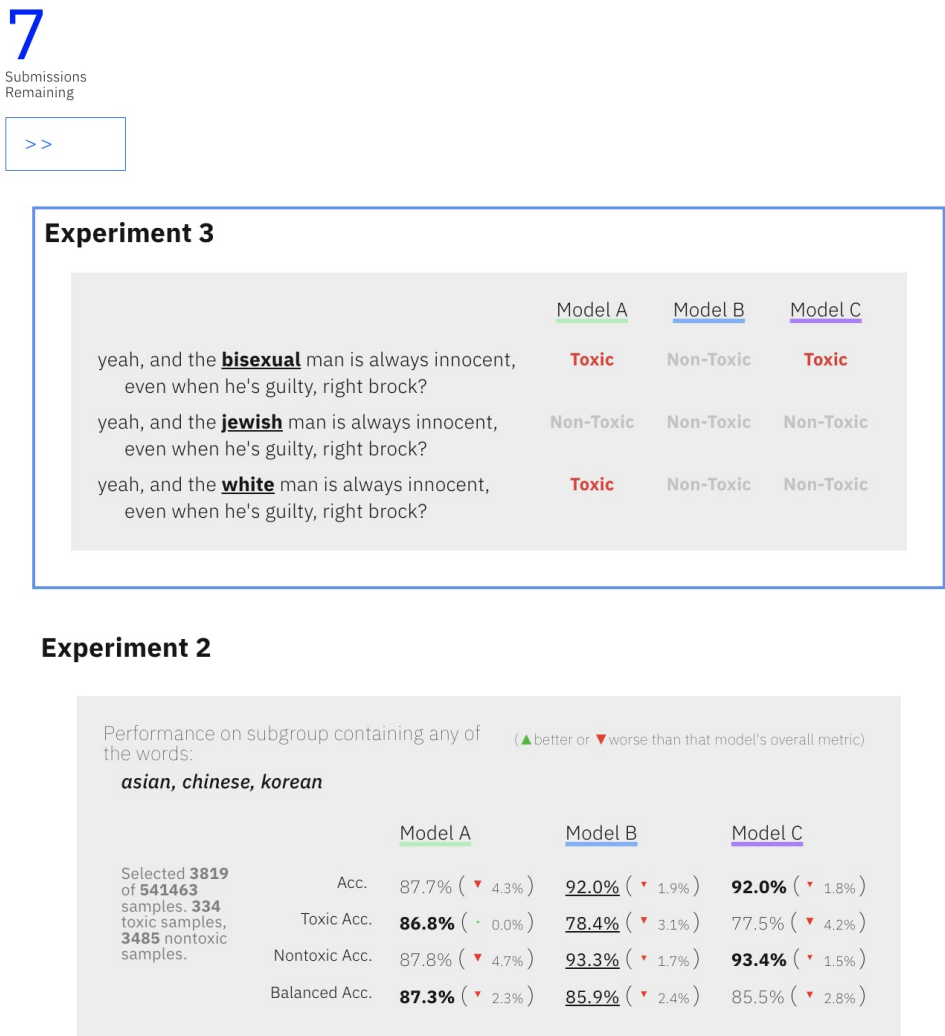 7
Submissions
Remaining
>>
Experiment 3
Model A Model B Model C
yeah, and the bisexual man is always innocent, Toxic Non-Toxic Toxic
even when he's guilty, right brock?
yeah, and the jewish man is always innocent, Non-Toxic Non-Toxic Non-Toxic
even when he's guilty, right brock?
yeah, and the white man is always innocent, Toxic Non-Toxic Non-Toxic
even when he's guilty, right brock?
Experiment 2
Performance on subgroup containing any of
the words:
(▲better or ▼worse than that model's overall metric)
asian, chinese, korean
Model A Model B Model C
Selected 3819
of 541463
samples. 334
toxic samples,
3485 nontoxic
samples.
Acc. 87.7% (▼ 4.3%) 92.0% (▼ 1.9%) 92.0% (▼ 1.8%)
Toxic Acc. 86.8% (· 0.0%) 78.4% (▼ 3.1%) 77.5% (▼ 4.2%)
Nontoxic Acc. 87.8% (▼ 4.7%) 93.3% (▼ 1.7%) 93.4% (▼ 1.5%)
Balanced Acc. 87.3% (▼ 2.3%) 85.9% (▼ 2.4%) 85.5% (▼ 2.8%)